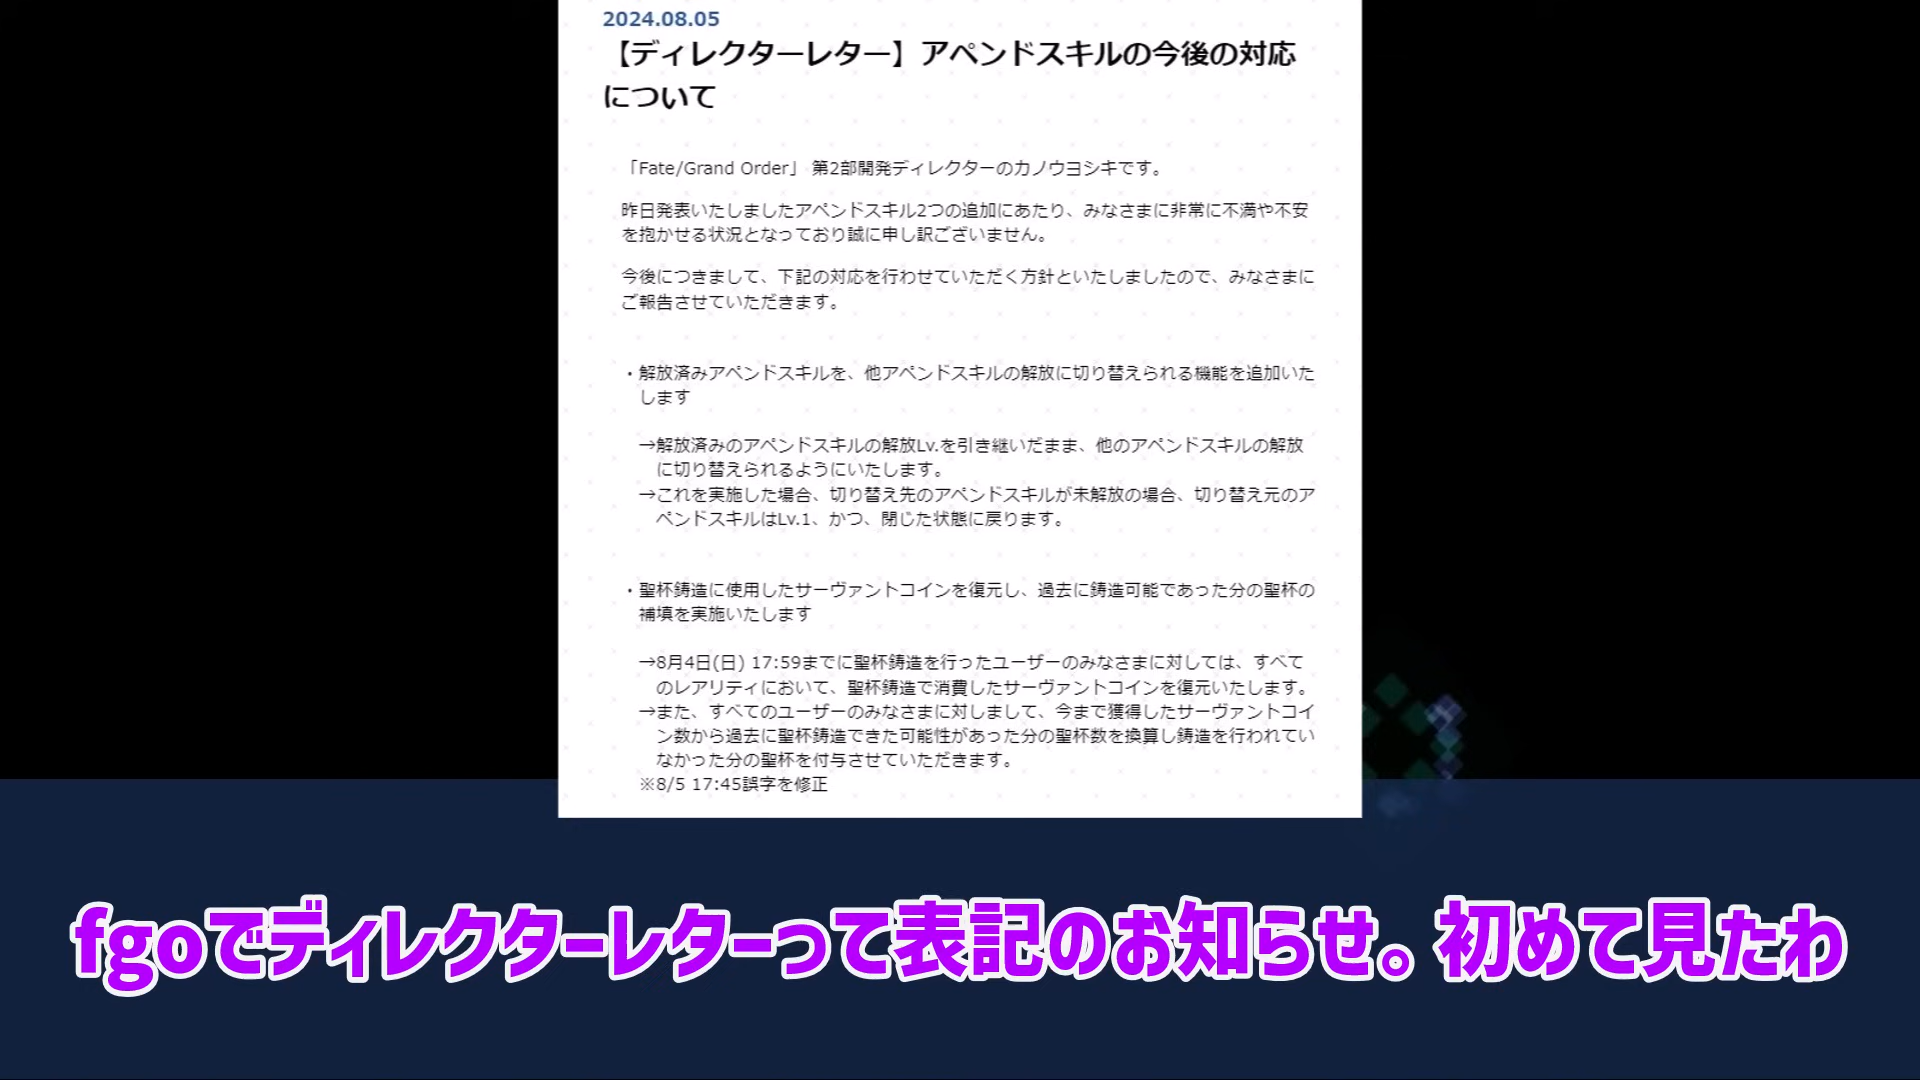 2024.08.05
【ディレクターレター】アペンドスキルの今後の対応
について
「Fate/Grand Order」 第2部開発ディレクターのカノウヨシキです。
昨日発表いたしましたアペンドスキル2つの追加にあたり、みなさまに非常に不満や不安
を抱かせる状況となっており誠に申し訳ございません。
今後につきまして、下記の対応を行わせていただく方針といたしましたので、みなさまに
ご報告させていただきます。
・解放済みアペンドスキルを、他アペンドスキルの解放に切り替えられる機能を追加いた
します
→解放済みのアペンドスキルの解放Lv.を引き継いだまま、他のアペンドスキルの解放
に切り替えられるようにいたします。
→これを実施した場合、切り替え先のアペンドスキルが未解放の場合、切り替え元のア
ペンドスキルはLv.1、かつ、閉じた状態に戻ります。
・聖杯鋳造に使用したサーヴァントコインを復元し、過去に鋳造可能であった分の聖杯の
補填を実施いたします
→8月4日(日) 17:59までに聖杯鋳造を行ったユーザーのみなさまに対しては、すべて
のレアリティにおいて、聖杯鋳造で消費したサーヴァントコインを復元いたします。
→また、すべてのユーザーのみなさまに対しまして、今まで獲得したサーヴァントコイ
ン数から過去に聖杯鋳造できた可能性があった分の聖杯数を換算し鋳造を行われてい
なかった分の聖杯を付与させていただきます。
※8/5 17:45誤字を修正
fgoでディレクターレターって表記のお知らせ。初めて見たわ